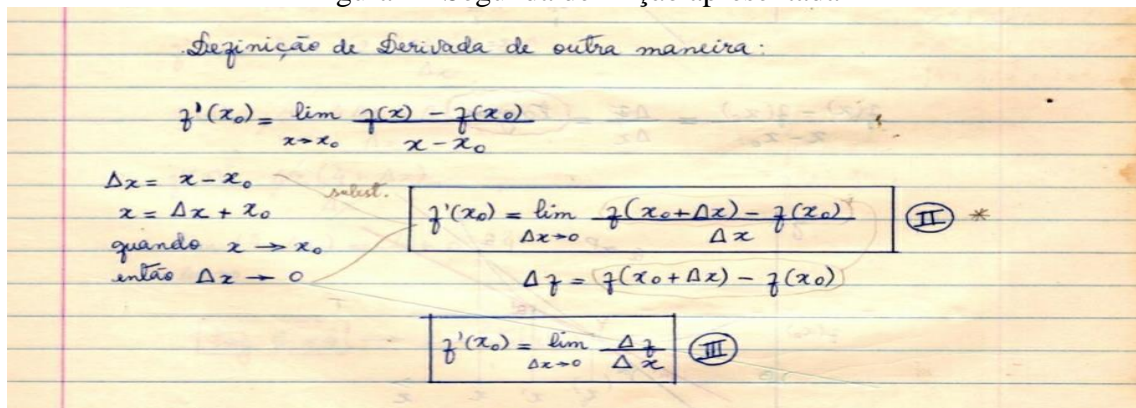 Definição de Derivada de outra maneira:
f'(x₀) = lim x→x₀ f(x) - f(x₀) / x - x₀
Δx = x - x₀
subst.
x = Δx + x₀
f'(x₀) = lim Δx→0 f(x₀+Δx) - f(x₀) / Δx II *
quando x → x₀
então Δx → 0
Δf = f(x₀+Δx) - f(x₀)
f'(x₀) = lim Δx→0 Δf / Δx III